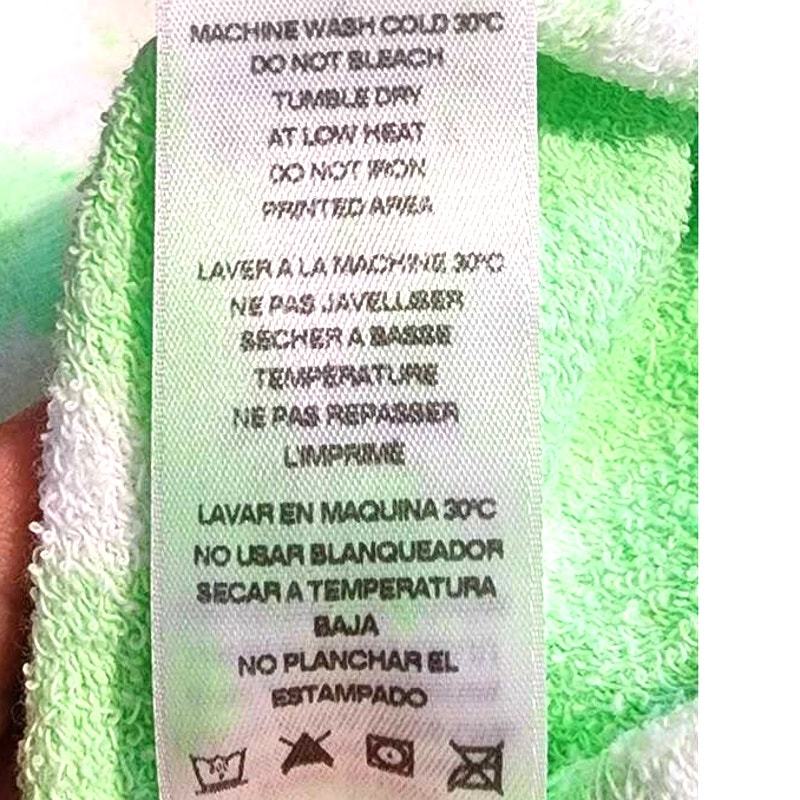 MACHINE WASH COLD 30°C
DO NOT BLEACH
TUMBLE DRY
AT LOW HEAT
DO NOT IRON
PRINTED AREA
LAVER A LA MACHINE 30°C
NE PAS JAVELLISER
SECHER A BASSE
TEMPÉRATURE
NE PAS REPASSER
L'IMPRIMÉ
LAVAR EN MAQUINA 30°C
NO USAR BLANQUEADOR
SECAR A TEMPERATURA
BAJA
NO PLANCHAR EL
ESTAMPADO